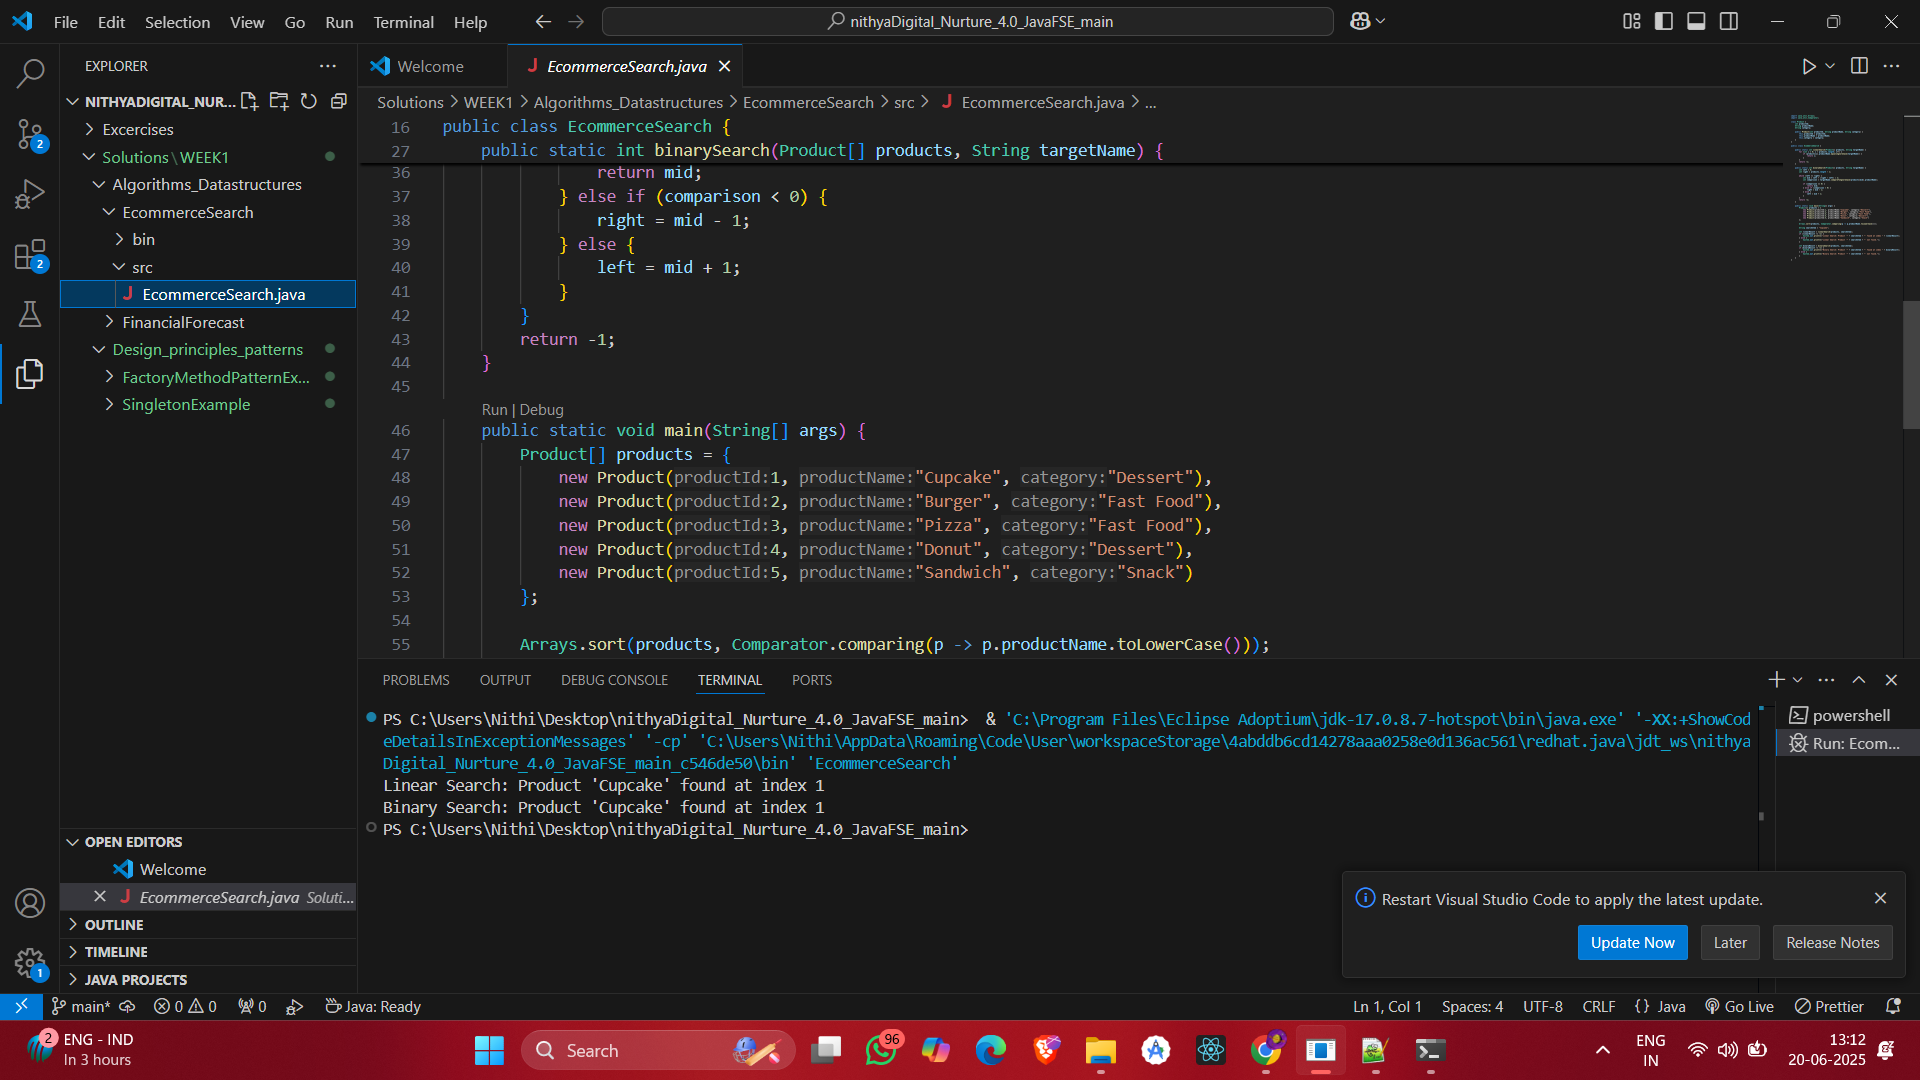 File Edit Selection View Go Run Terminal Help
nithyaDigital_Nurture_4.0_JavaFSE_main
EXPLORER
NITHYADIGITAL_NUR...
Excercises
Solutions\WEEK1
Algorithms_Datastructures
EcommerceSearch
bin
src
EcommerceSearch.java
FinancialForecast
Design_principles_patterns
FactoryMethodPatternEx...
SingletonExample
OPEN EDITORS
Welcome
EcommerceSearch.java Soluti...
OUTLINE
TIMELINE
JAVA PROJECTS
2
2
1
Welcome
EcommerceSearch.java
Solutions > WEEK1 > Algorithms_Datastructures > EcommerceSearch > src > EcommerceSearch.java > ...
16 public class EcommerceSearch {
27 public static int binarySearch(Product[] products, String targetName) {
36 return mid;
37 } else if (comparison < 0) {
38 right = mid - 1;
39 } else {
40 left = mid + 1;
41 }
42 }
43 return -1;
44 }
45
Run | Debug
46 public static void main(String[] args) {
47 Product[] products = {
48 new Product(productId:1, productName:"Cupcake", category:"Dessert"),
49 new Product(productId:2, productName:"Burger", category:"Fast Food"),
50 new Product(productId:3, productName:"Pizza", category:"Fast Food"),
51 new Product(productId:4, productName:"Donut", category:"Dessert"),
52 new Product(productId:5, productName:"Sandwich", category:"Snack")
53 };
54
55 Arrays.sort(products, Comparator.comparing(p -> p.productName.toLowerCase()));
PROBLEMS OUTPUT DEBUG CONSOLE TERMINAL PORTS
PS C:\Users\Nithi\Desktop\nithyaDigital_Nurture_4.0_JavaFSE_main> & 'C:\Program Files\Eclipse Adoptium\jdk-17.0.8.7-hotspot\bin\java.exe' '-XX:+ShowCod
eDetailsInExceptionMessages' '-cp' 'C:\Users\Nithi\AppData\Roaming\Code\User\workspaceStorage\4abddb6cd14278aaa0258e0d136ac561\redhat.java\jdt_ws\nithya
Digital_Nurture_4.0_JavaFSE_main_c546de50\bin' 'EcommerceSearch'
Linear Search: Product 'Cupcake' found at index 1
Binary Search: Product 'Cupcake' found at index 1
PS C:\Users\Nithi\Desktop\nithyaDigital_Nurture_4.0_JavaFSE_main>
powershell
Run: Ecom...
Restart Visual Studio Code to apply the latest update.
Update Now Later Release Notes
main* 0 0 0 Java: Ready
Ln 1, Col 1 Spaces: 4 UTF-8 CRLF {} Java Go Live Prettier
2
ENG - IND
In 3 hours
Search
96
ENG
IN
13:12
20-06-2025